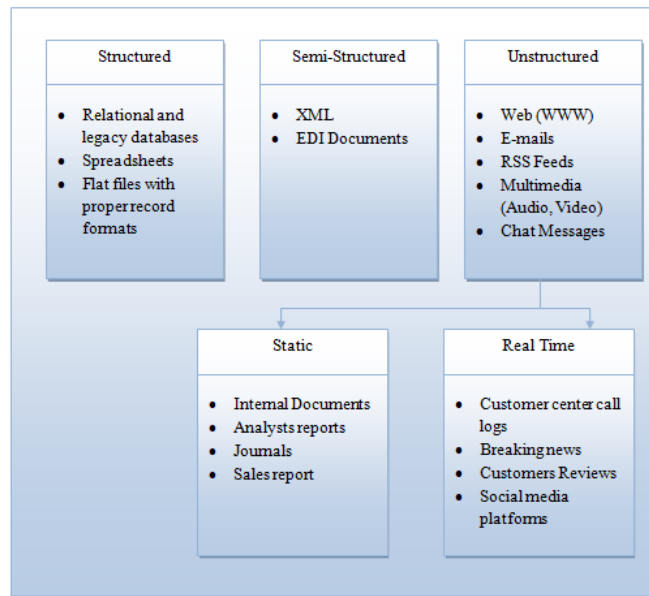 Structured
• Relational and
legacy databases
• Spreadsheets
• Flat files with
proper record
formats
Semi-Structured
• XML
• EDI Documents
Unstructured
• Web (WWW)
• E-mails
• RSS Feeds
• Multimedia
(Audio, Video)
• Chat Messages
Static
• Internal Documents
• Analysts reports
• Journals
• Sales report
Real Time
• Customer center call
logs
• Breaking news
• Customers Reviews
• Social media
platforms